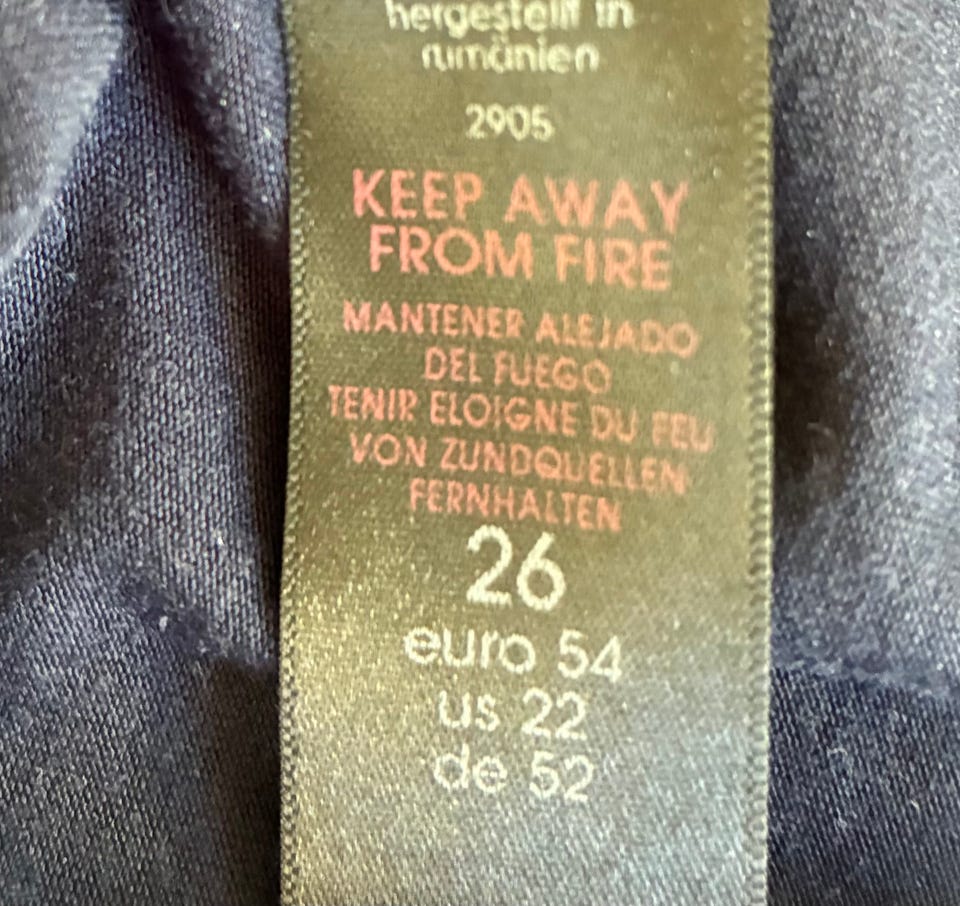 hergestellt in
rumänien
2905
KEEP AWAY
FROM FIRE
MANTENER ALEJADO
DEL FUEGO
TENIR ELOIGNE DU FEU
VON ZUNDQUELLEN
FERNHALTEN
26
euro 54
us 22
de 52